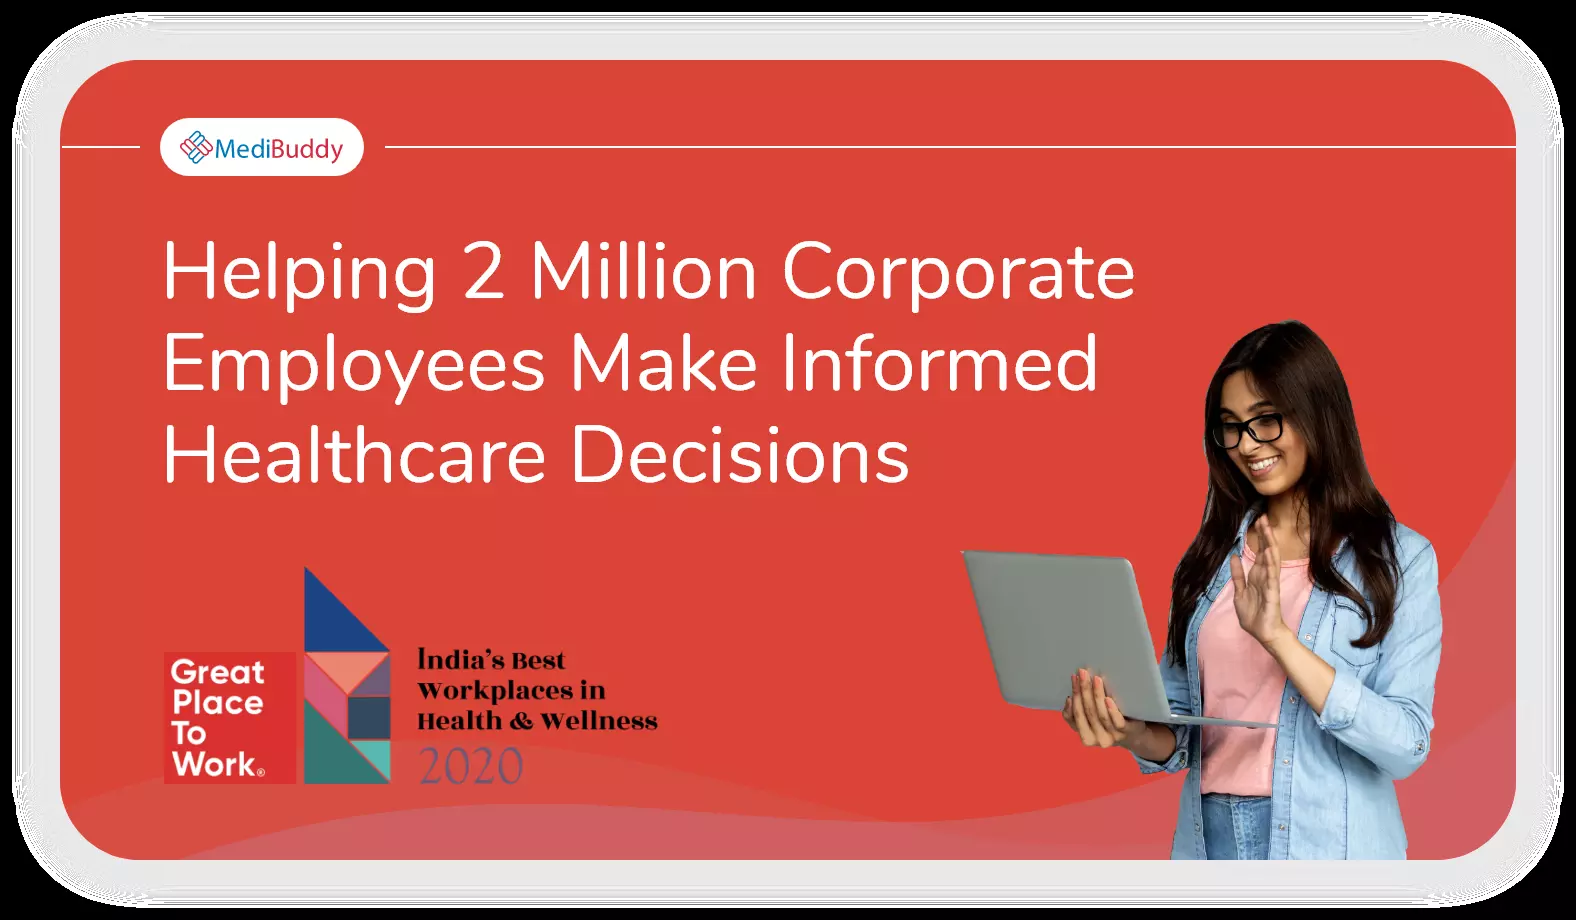 MediBuddy
Helping 2 Million Corporate
Employees Make Informed
Healthcare Decisions
Great
Place
To
Work®
India's Best
Workplaces in
Health & Wellness
2020